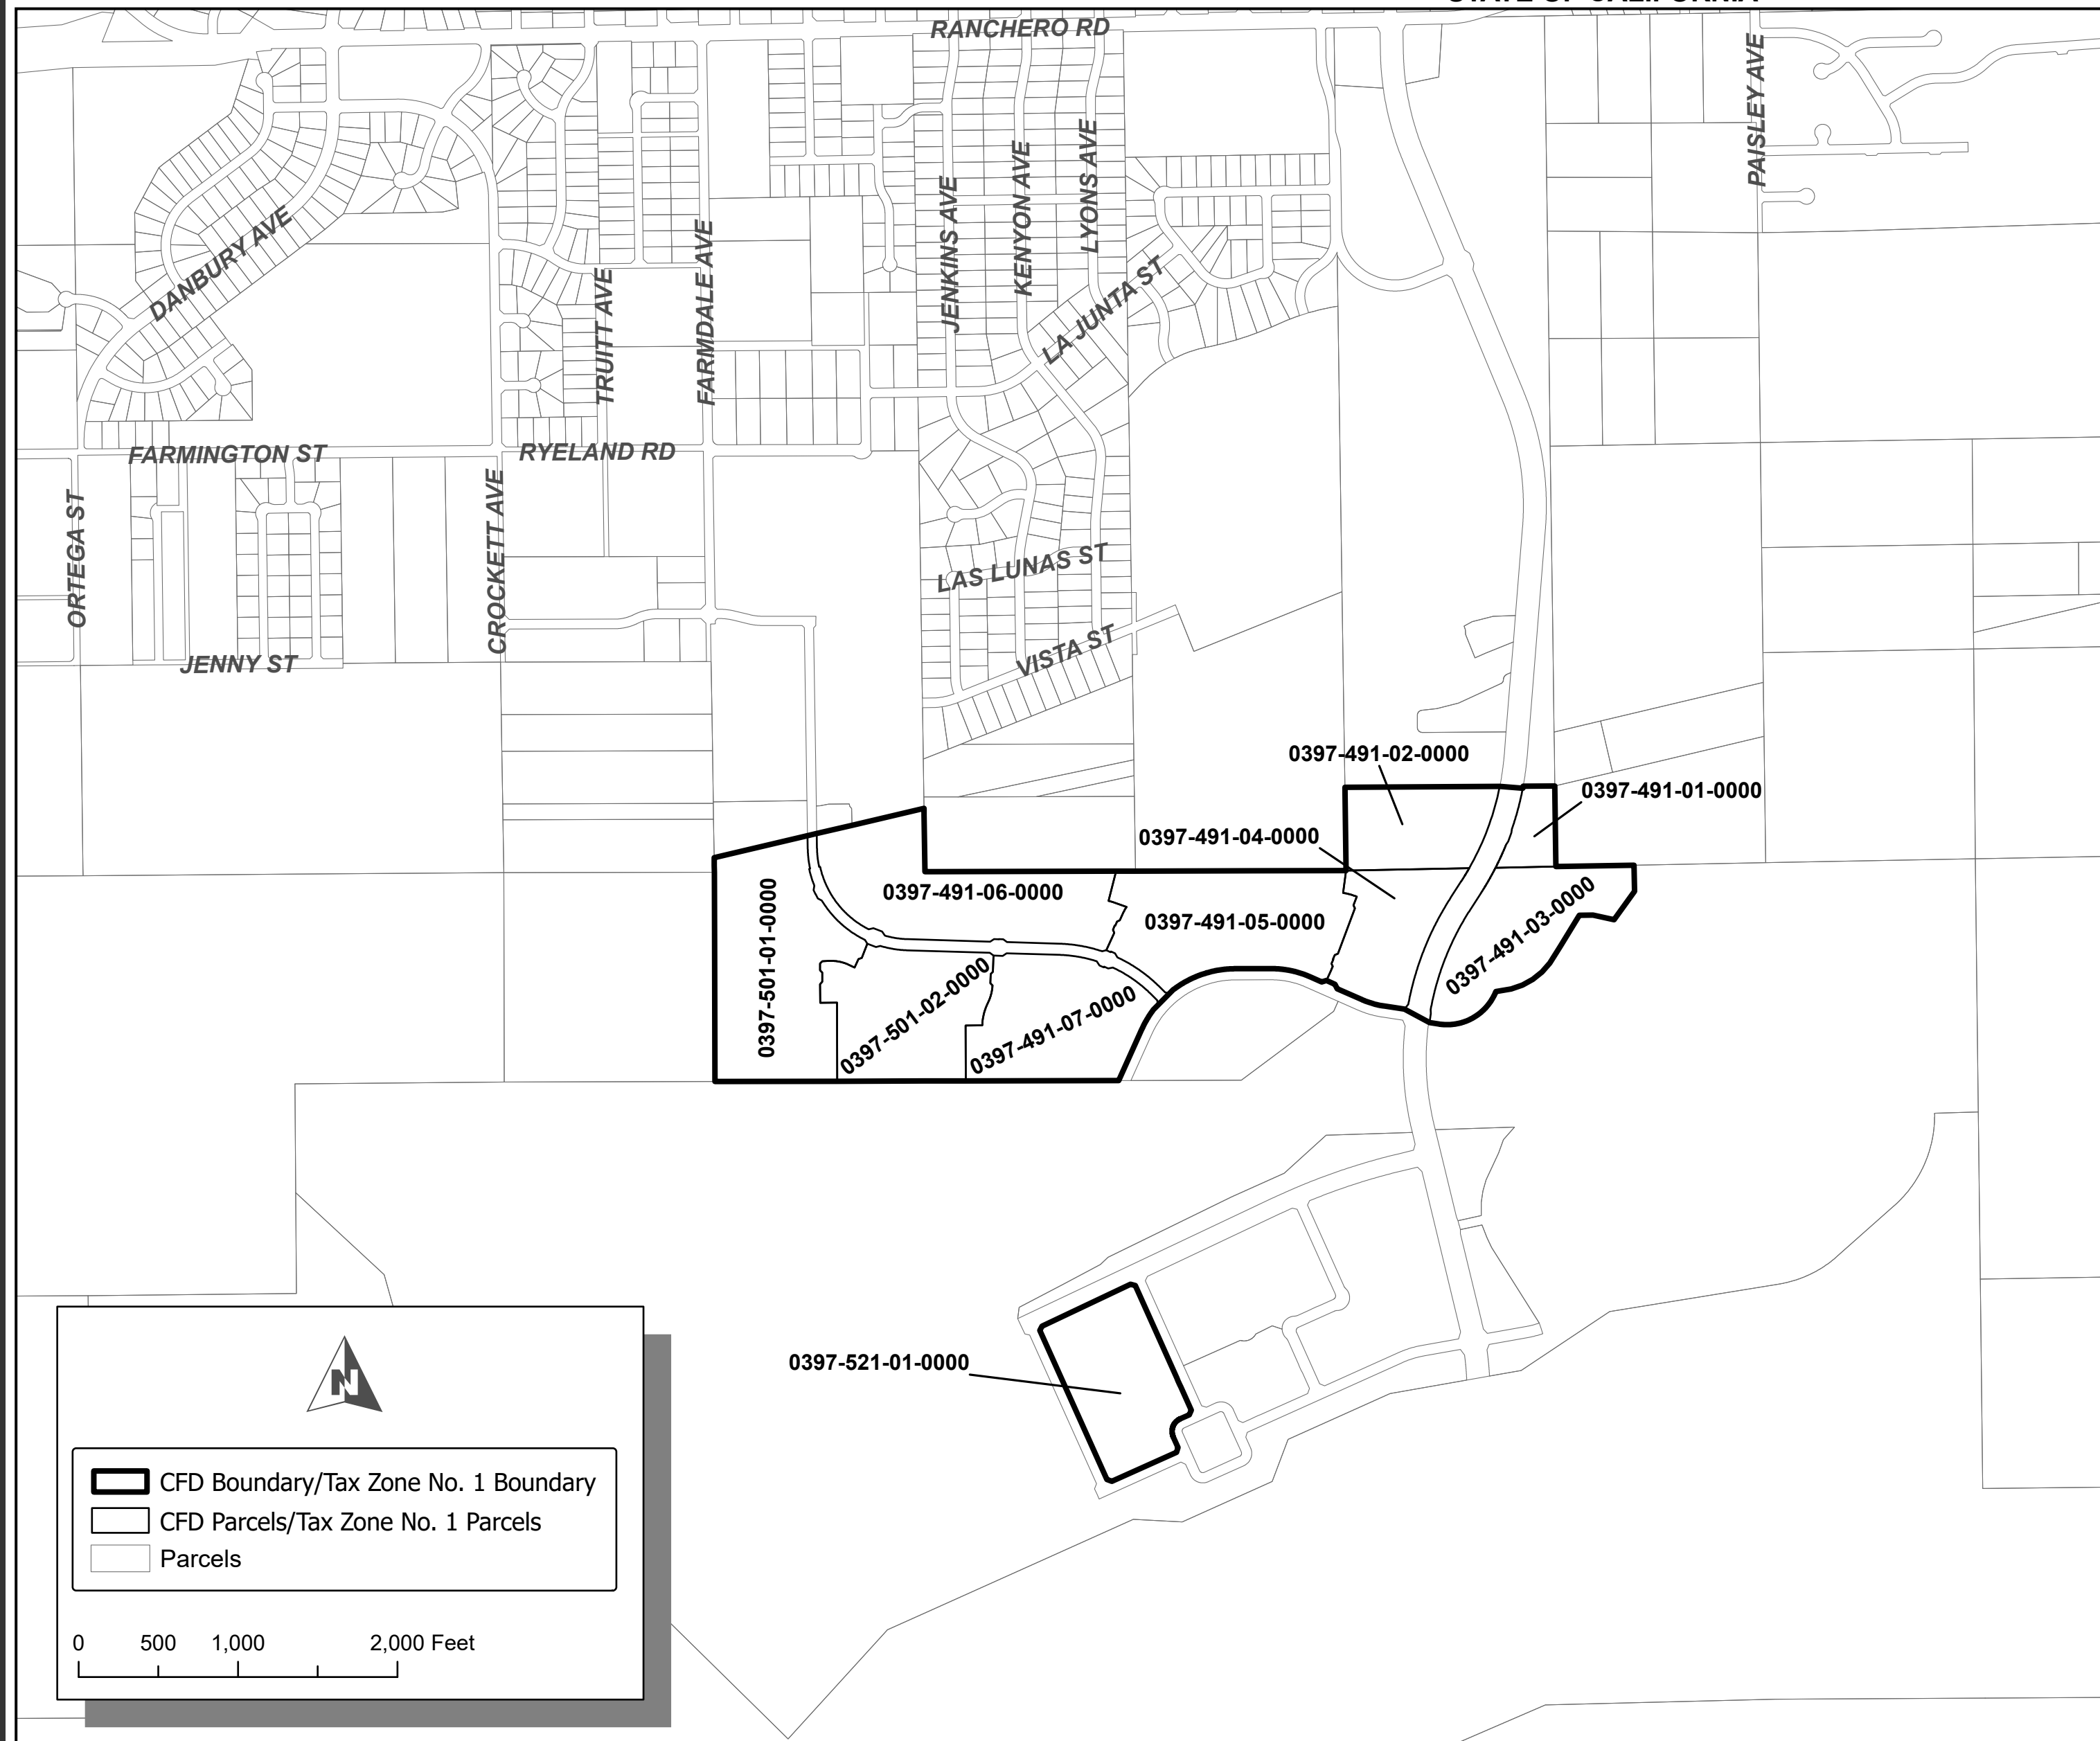 STATE OF CALIFORNIA
RANCHERO RD
PAISLEY AVE
DANBURY AVE
TRUITT AVE
FARMDALE AVE
JENKINS AVE
KENYON AVE
LYONS AVE
LA JUNTA ST
FARMINGTON ST
RYELAND RD
ORTEGA ST
CROCKETT AVE
LAS LUNAS ST
JENNY ST
VISTA ST
0397-491-02-0000
0397-491-01-0000
0397-491-04-0000
0397-501-01-0000
0397-491-06-0000
0397-491-05-0000
0397-491-03-0000
0397-501-02-0000
0397-491-07-0000
0397-521-01-0000
N
CFD Boundary/Tax Zone No. 1 Boundary
CFD Parcels/Tax Zone No. 1 Parcels
Parcels
0 500 1,000 2,000 Feet